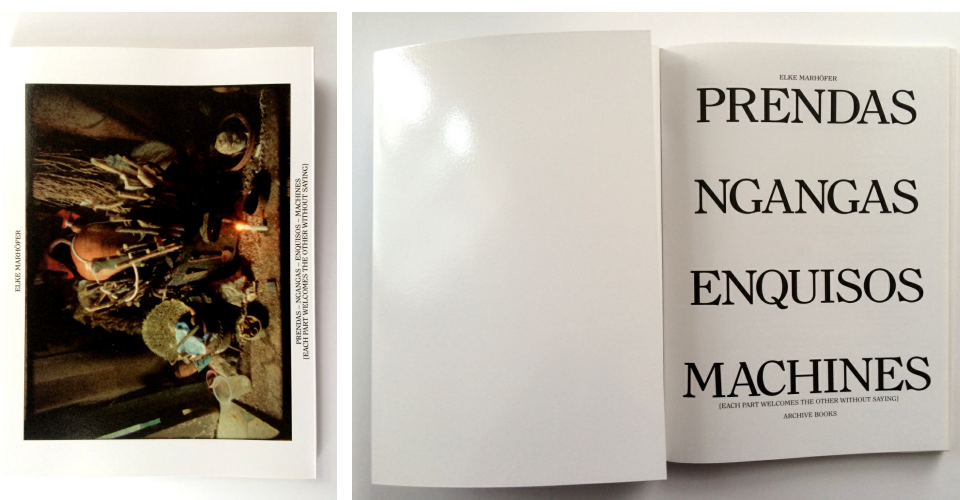 ELKE MARHÖFER
PRENDAS – NGANGAS – ENQUISOS – MACHINES
{EACH PART WELCOMES THE OTHER WITHOUT SAYING}
ELKE MARHÖFER
PRENDAS
NGANGAS
ENQUISOS
MACHINES
{EACH PART WELCOMES THE OTHER WITHOUT SAYING}
ARCHIVE BOOKS